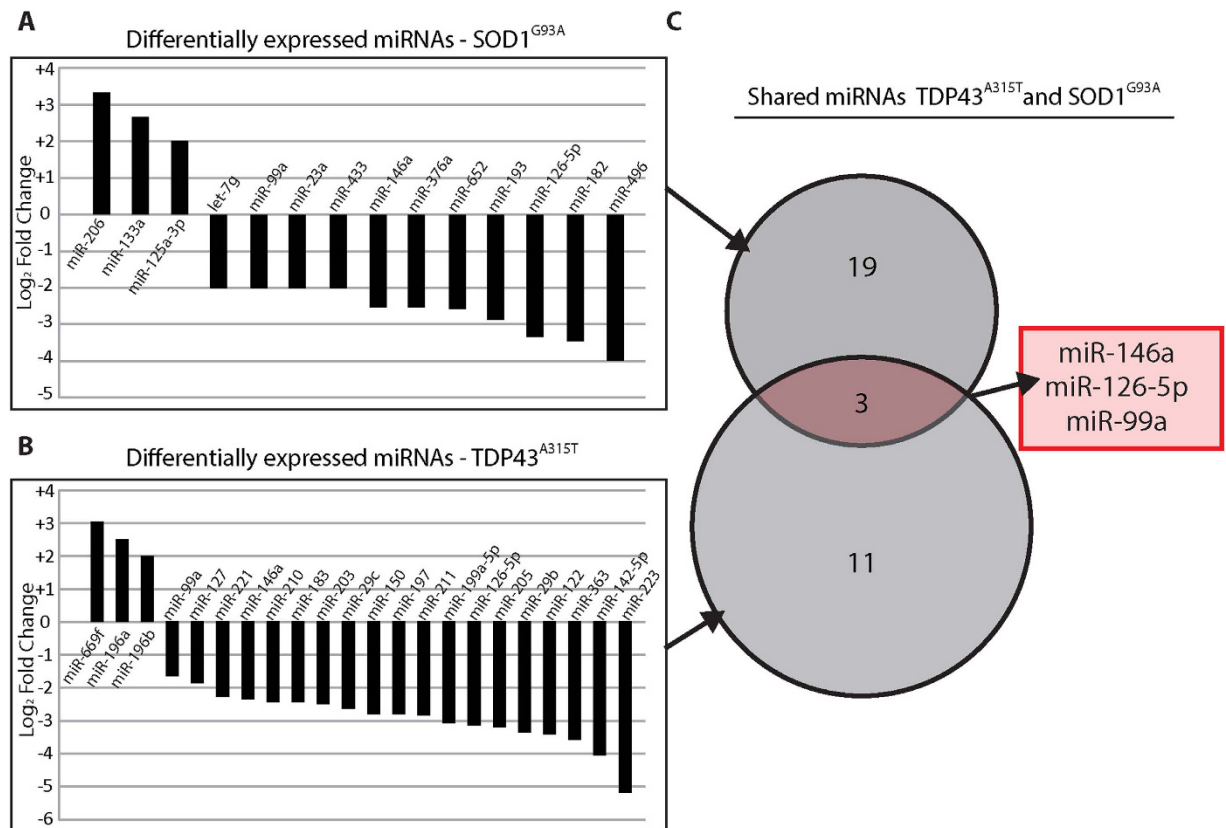 A
Differentially expressed miRNAs - SOD1G93A
Log₂ Fold Change
+4
+3
+2
+1
0
-1
-2
-3
-4
-5
miR-206
miR-133a
miR-125a-3p
let-7g
miR-99a
miR-23a
miR-433
miR-146a
miR-376a
miR-652
miR-193
miR-126-5p
miR-182
miR-496
B
Differentially expressed miRNAs - TDP43A315T
Log₂ Fold Change
+4
+3
+2
+1
0
-1
-2
-3
-4
-5
-6
miR-669f
miR-196a
miR-196b
miR-99a
miR-127
miR-221
miR-146a
miR-210
miR-183
miR-203
miR-29c
miR-150
miR-197
miR-211
miR-199a-5p
miR-126-5p
miR-205
miR-29b
miR-122
miR-363
miR-142-5p
miR-223
C
Shared miRNAs TDP43A315T and SOD1G93A
19
3
11
miR-146a
miR-126-5p
miR-99a